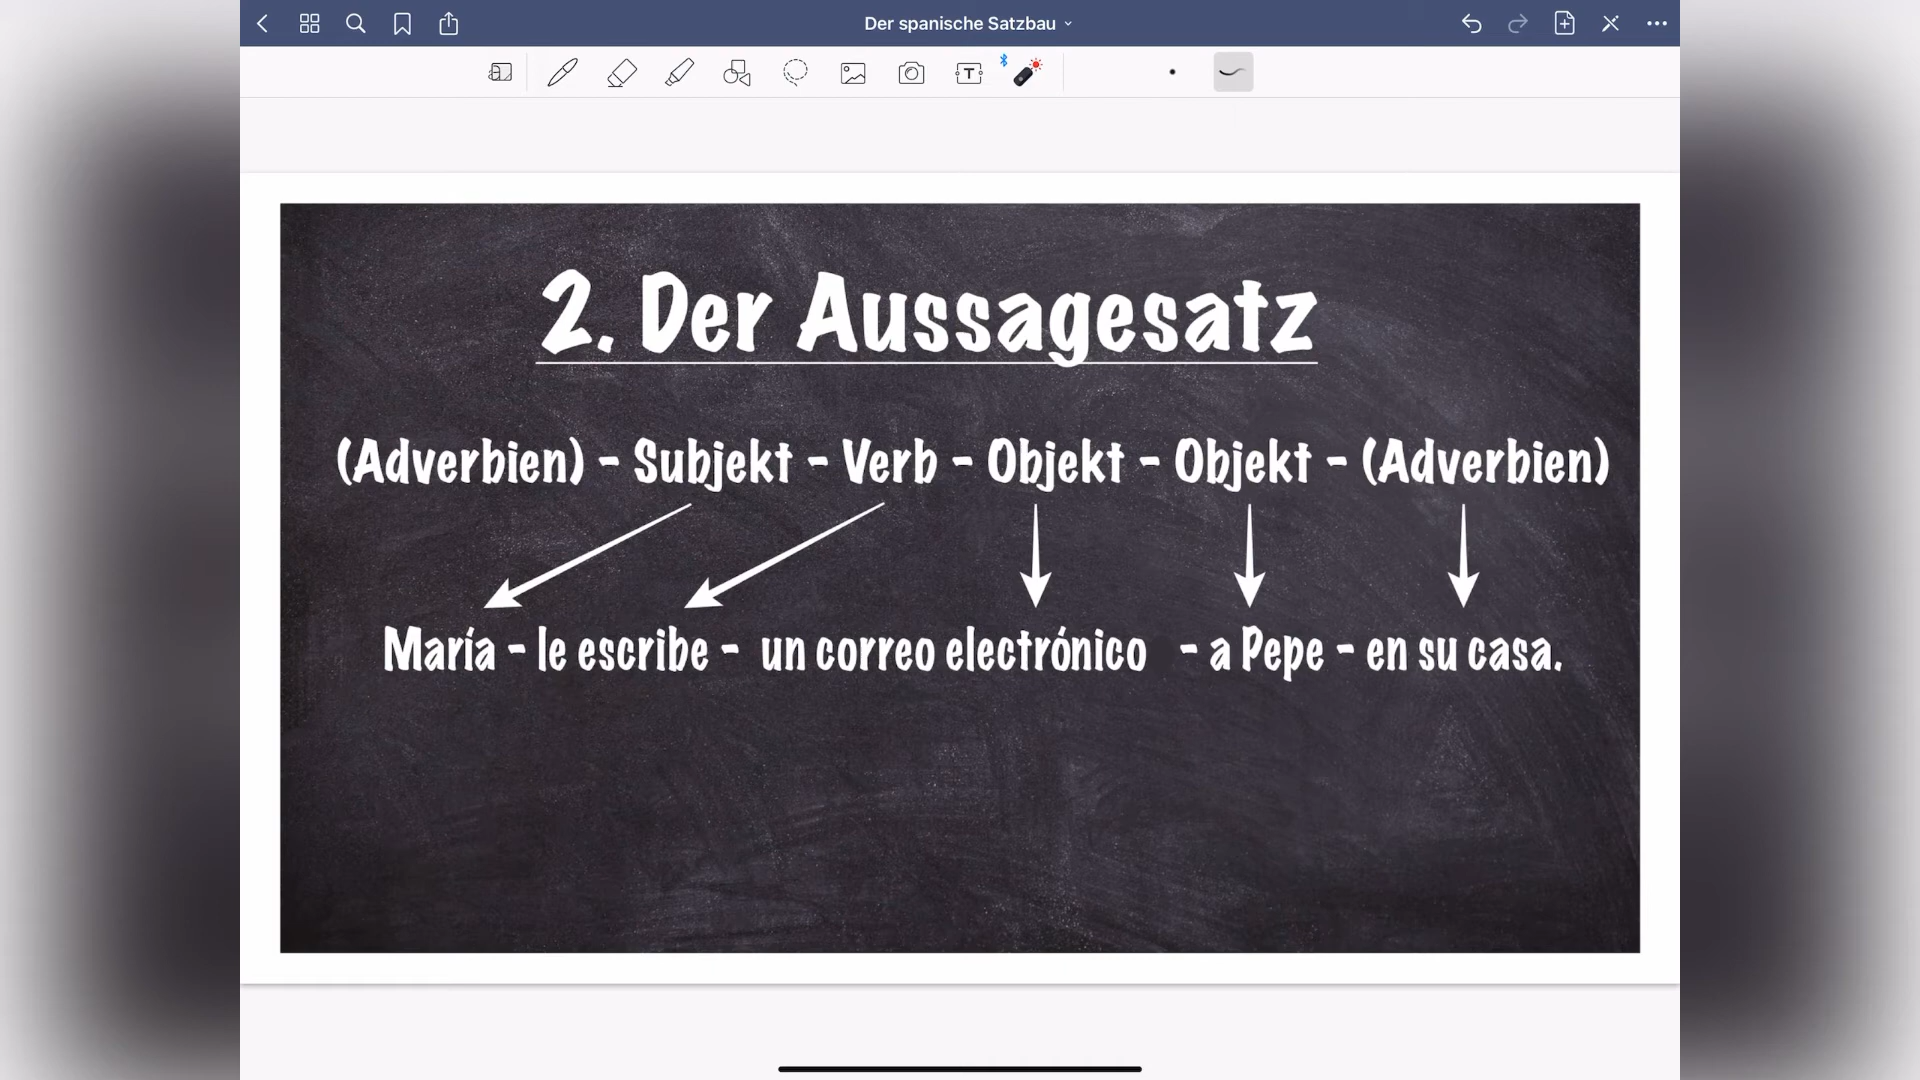 Der spanische Satzbau
2. Der Aussagesatz
(Adverbien) - Subjekt - Verb - Objekt - Objekt - (Adverbien)
María - le escribe - un correo electrónico - a Pepe - en su casa.